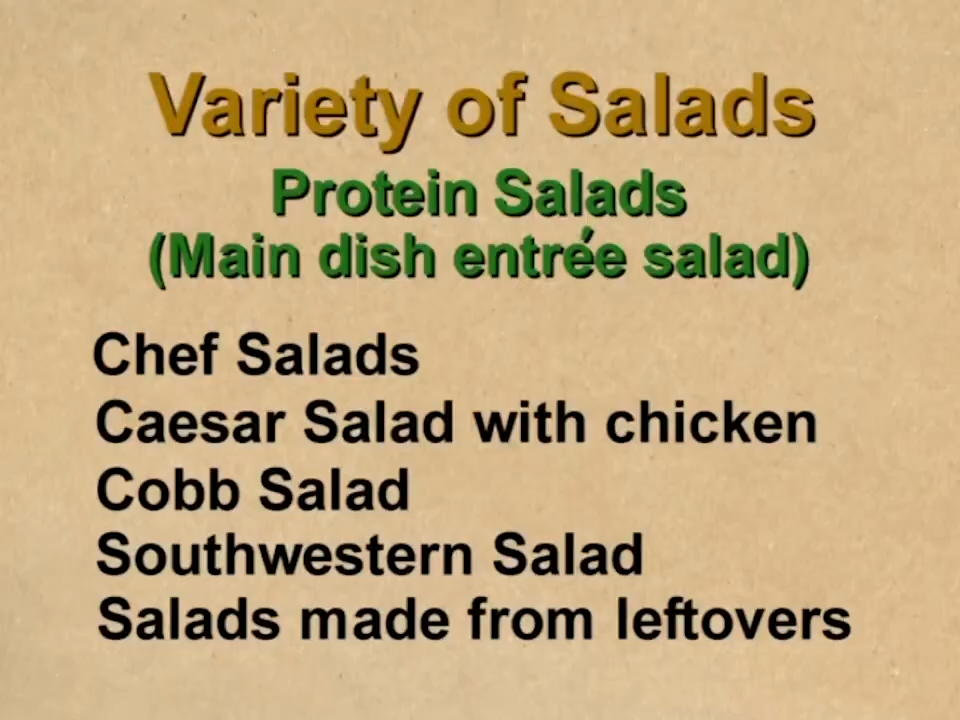 Variety of Salads
Protein Salads
(Main dish entrée salad)
Chef Salads
Caesar Salad with chicken
Cobb Salad
Southwestern Salad
Salads made from leftovers